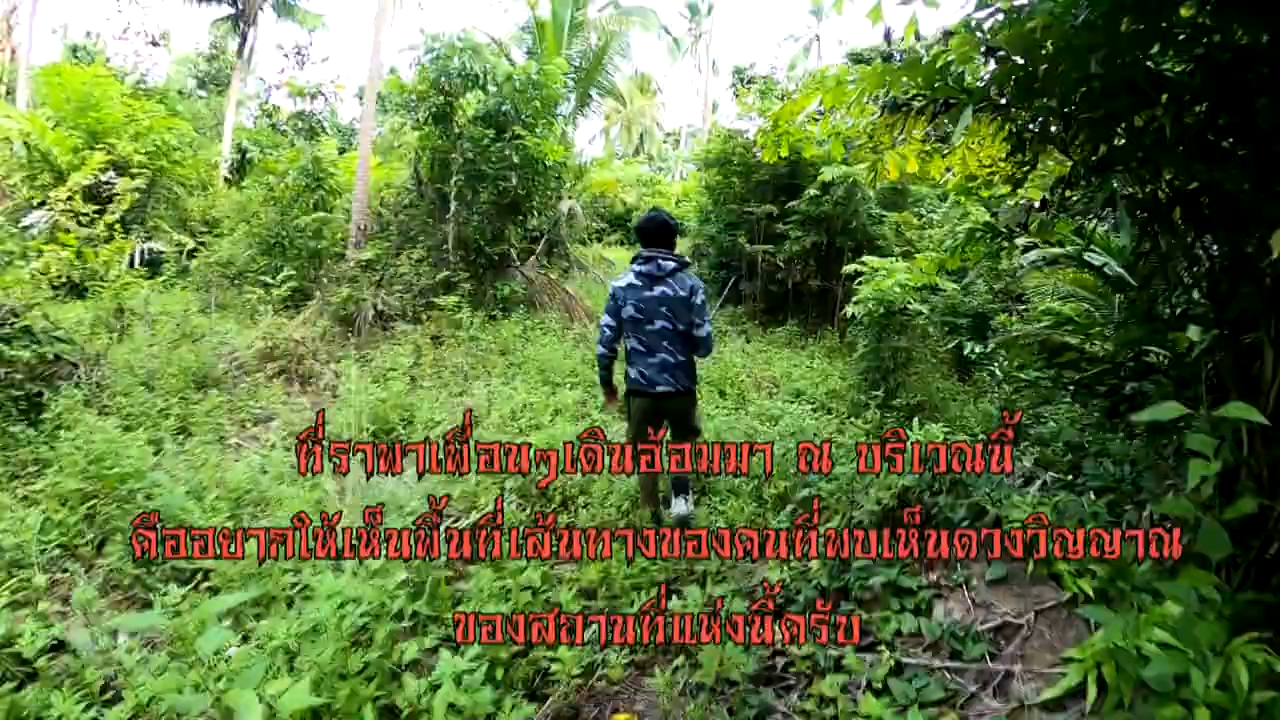 ที่ราพาเพื่อนๆเดินอ้อมมา ณ บริเวณนี้
คืออยากให้เห็นพื้นที่เส้นทางของคนที่พบเห็นดวงวิญญาณ
ของสถานที่แห่งนี้ครับ